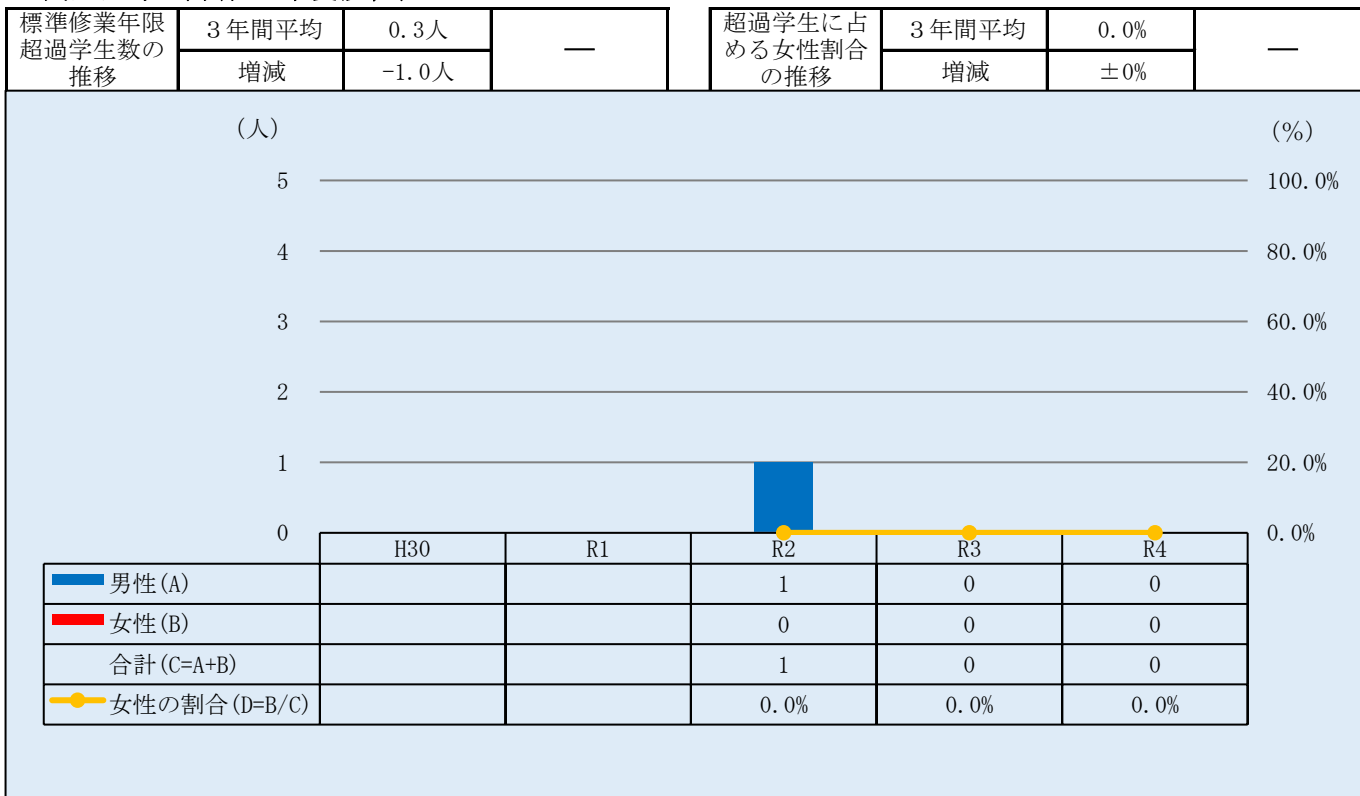 標準修業年限
超過学生数の
推移
３年間平均 0.3人
増減 -1.0人
―
超過学生に占
める女性割合
の推移
３年間平均 0.0%
増減 ±0%
―
(人) (%)
5 100.0%
4 80.0%
3 60.0%
2 40.0%
1 20.0%
0 0.0%
H30 R1 R2 R3 R4
男性(A) 1 0 0
女性(B) 0 0 0
合計(C=A+B) 1 0 0
女性の割合(D=B/C) 0.0% 0.0% 0.0%